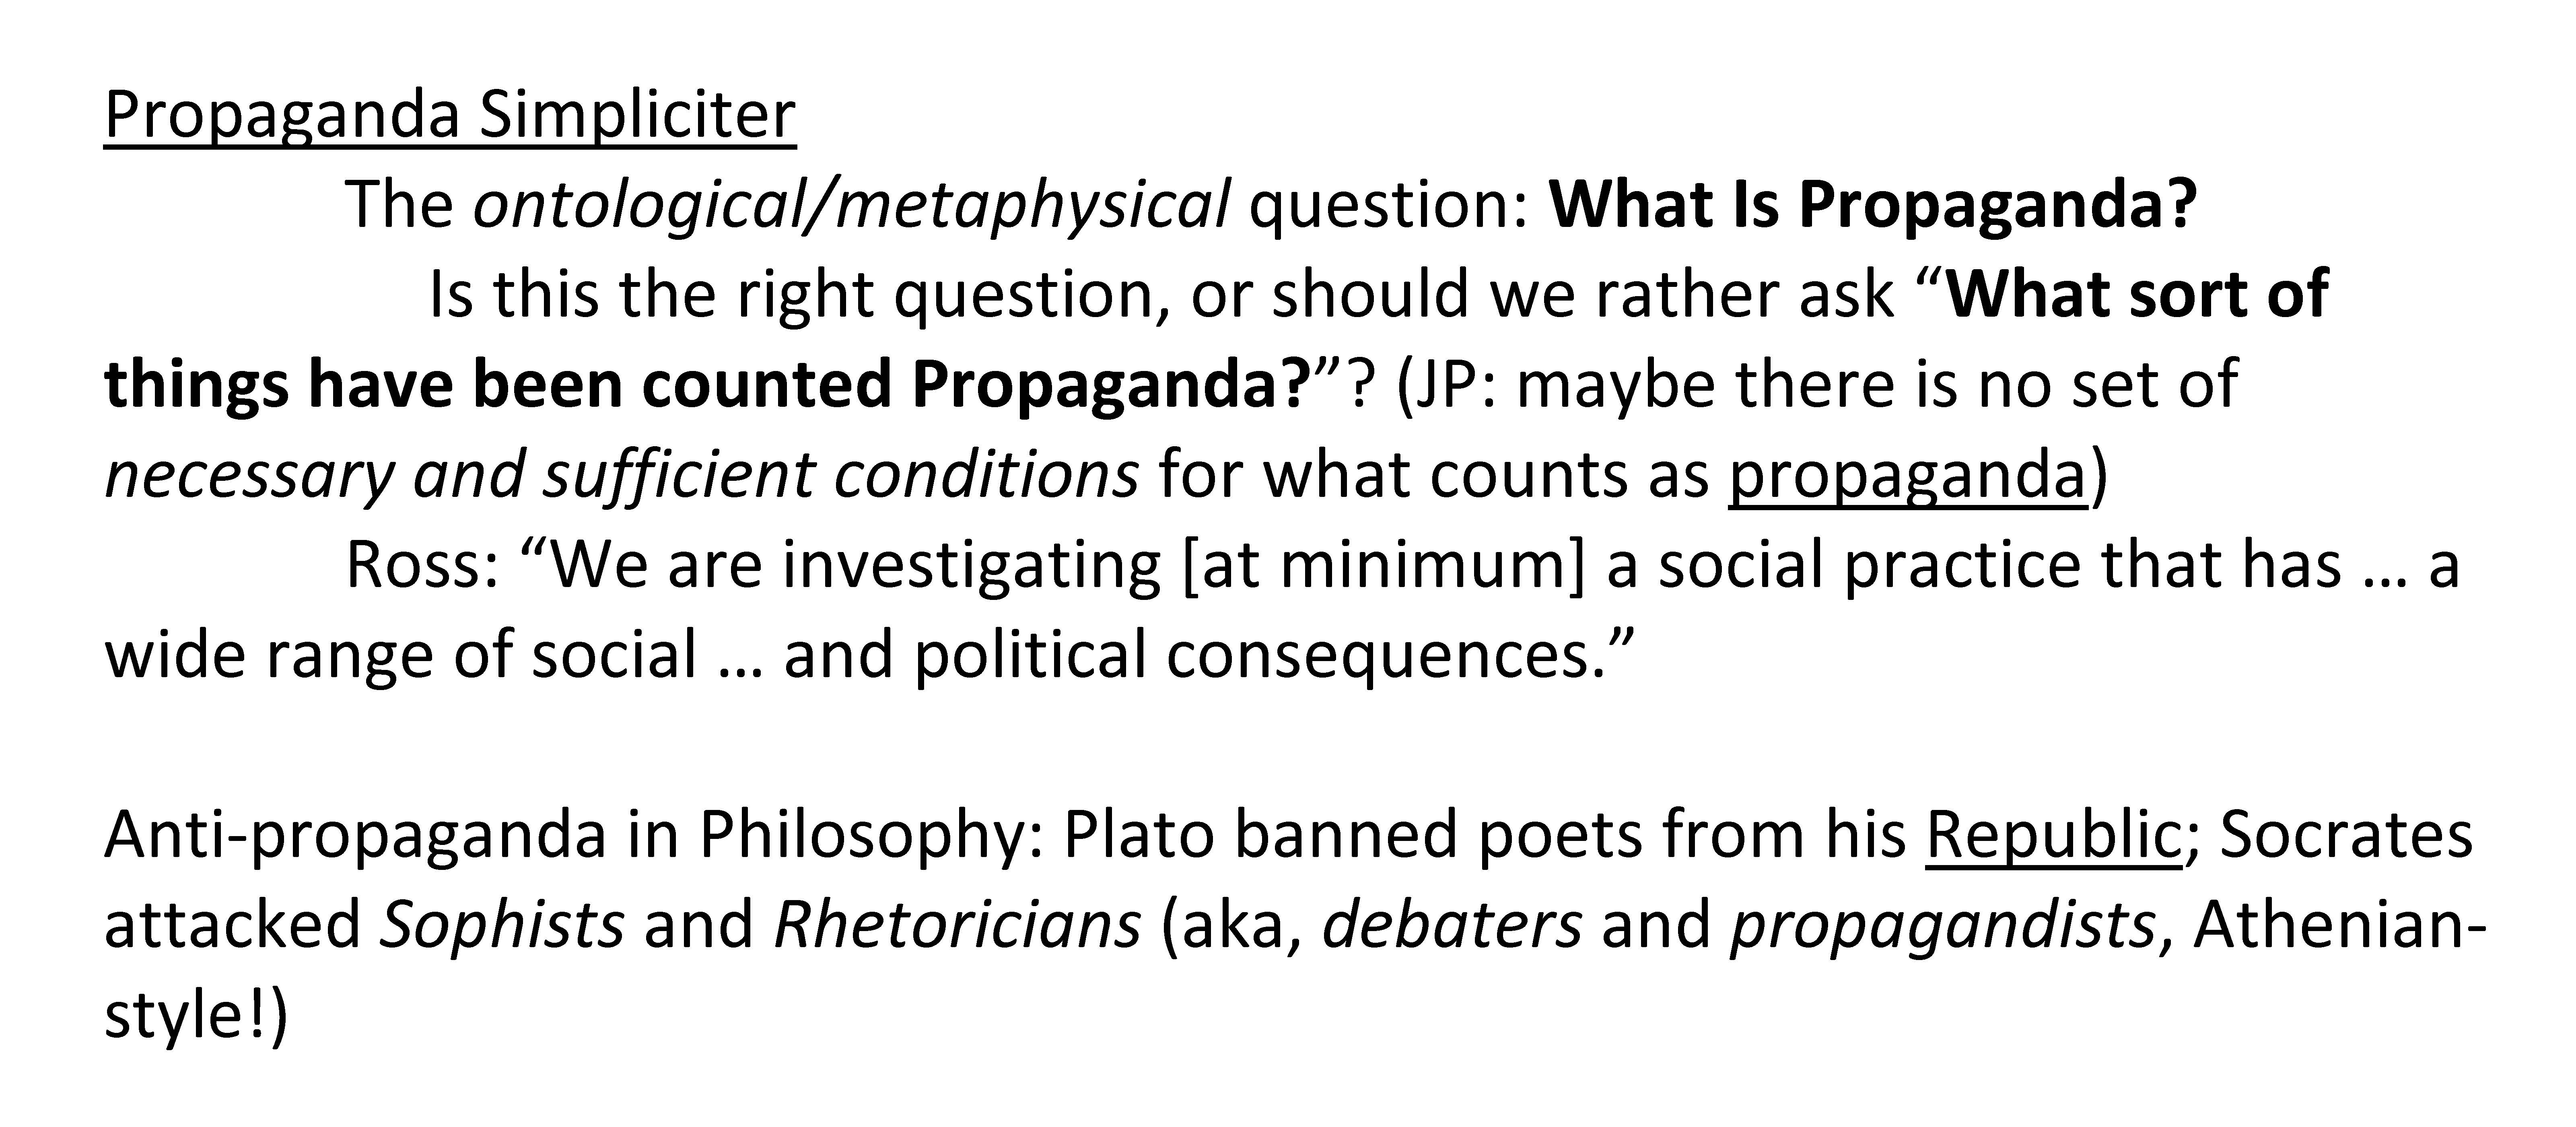 Propaganda Simpliciter
The ontological/metaphysical question: What Is Propaganda?
Is this the right question, or should we rather ask “What sort of
things have been counted Propaganda?”? (JP: maybe there is no set of
necessary and sufficient conditions for what counts as propaganda)
Ross: “We are investigating [at minimum] a social practice that has … a
wide range of social … and political consequences.”
Anti-propaganda in Philosophy: Plato banned poets from his Republic; Socrates
attacked Sophists and Rhetoricians (aka, debaters and propagandists, Athenian-
style!)